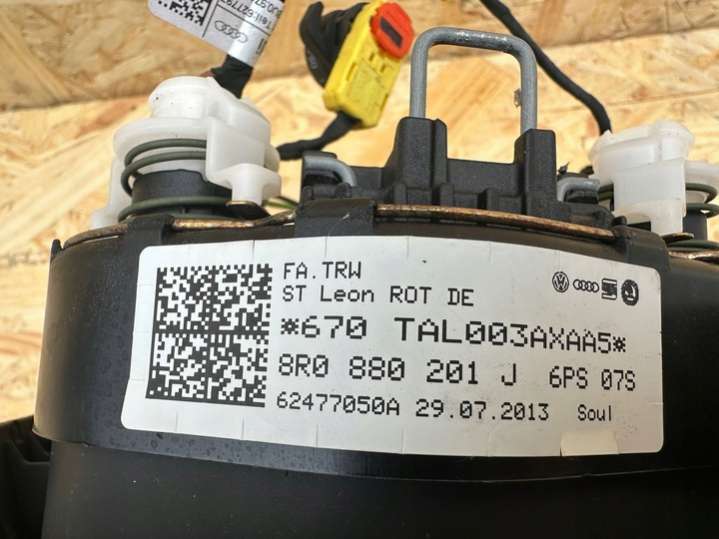 FA.TRW
ST Leon ROT DE
*670 TAL003AXAA5*
8R0 880 201 J 6PS 07S
62477050A 29.07.2013 Soul